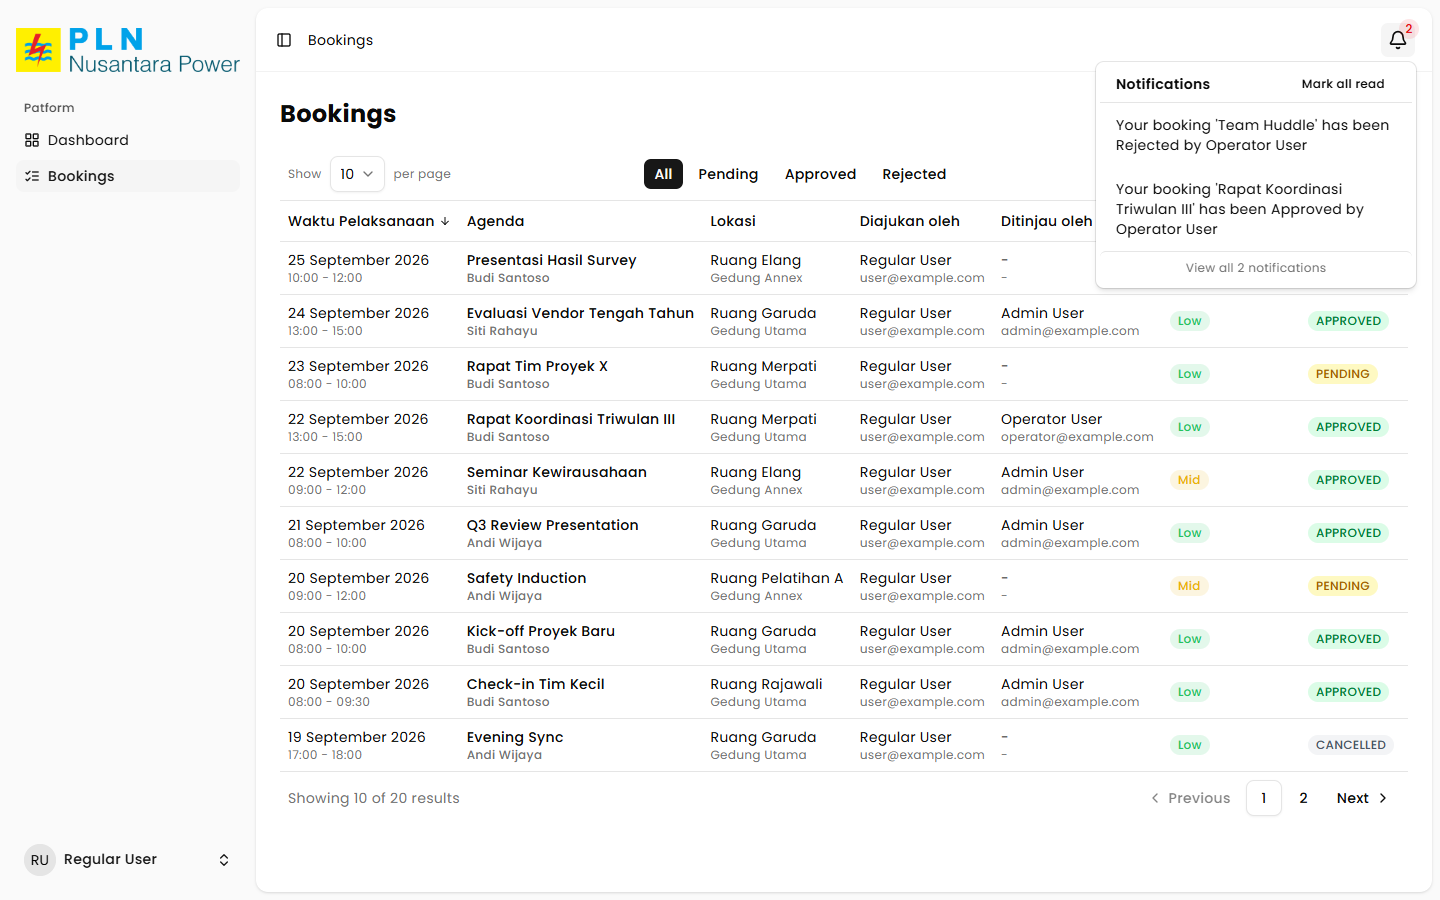 PLN
Nusantara Power
Patform
Dashboard
Bookings
RU
Regular User
Bookings
2
Notifications
Mark all read
Your booking 'Team Huddle' has been
Rejected by Operator User
Your booking 'Rapat Koordinasi
Triwulan III' has been Approved by
Operator User
View all 2 notifications
Bookings
Show 10 per page
All Pending Approved Rejected
Waktu Pelaksanaan Agenda Lokasi Diajukan oleh Ditinjau oleh
25 September 2026 Presentasi Hasil Survey Ruang Elang Regular User -
10:00 - 12:00 Budi Santoso Gedung Annex user@example.com -
24 September 2026 Evaluasi Vendor Tengah Tahun Ruang Garuda Regular User Admin User Low APPROVED
13:00 - 15:00 Siti Rahayu Gedung Utama user@example.com admin@example.com
23 September 2026 Rapat Tim Proyek X Ruang Merpati Regular User - Low PENDING
08:00 - 10:00 Budi Santoso Gedung Utama user@example.com -
22 September 2026 Rapat Koordinasi Triwulan III Ruang Merpati Regular User Operator User Low APPROVED
13:00 - 15:00 Budi Santoso Gedung Utama user@example.com operator@example.com
22 September 2026 Seminar Kewirausahaan Ruang Elang Regular User Admin User Mid APPROVED
09:00 - 12:00 Siti Rahayu Gedung Annex user@example.com admin@example.com
21 September 2026 Q3 Review Presentation Ruang Garuda Regular User Admin User Low APPROVED
08:00 - 10:00 Andi Wijaya Gedung Utama user@example.com admin@example.com
20 September 2026 Safety Induction Ruang Pelatihan A Regular User - Mid PENDING
09:00 - 12:00 Andi Wijaya Gedung Annex user@example.com -
20 September 2026 Kick-off Proyek Baru Ruang Garuda Regular User Admin User Low APPROVED
08:00 - 10:00 Budi Santoso Gedung Utama user@example.com admin@example.com
20 September 2026 Check-in Tim Kecil Ruang Rajawali Regular User Admin User Low APPROVED
08:00 - 09:30 Budi Santoso Gedung Utama user@example.com admin@example.com
19 September 2026 Evening Sync Ruang Garuda Regular User - Low CANCELLED
17:00 - 18:00 Andi Wijaya Gedung Utama user@example.com -
Showing 10 of 20 results
Previous 1 2 Next